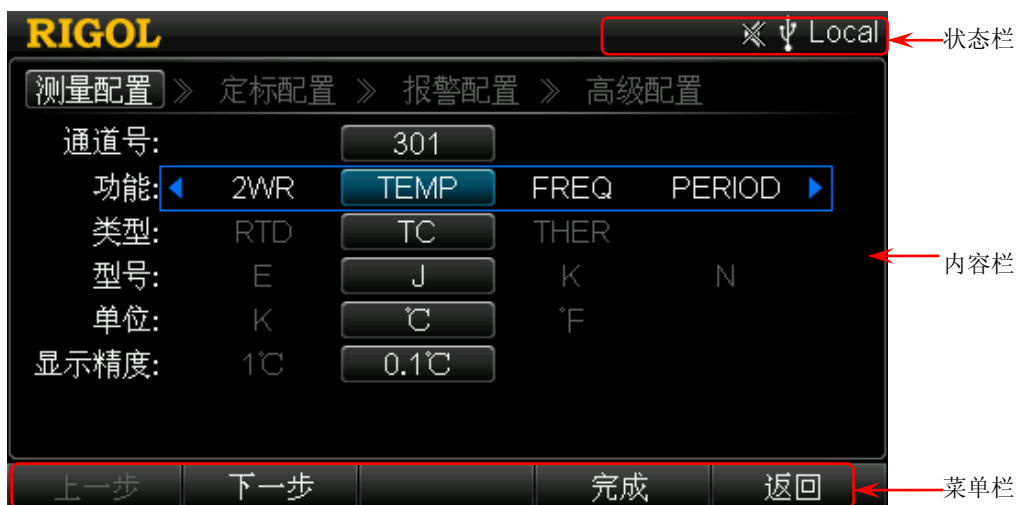 RIGOL Local 状态栏
测量配置 》 定标配置 》 报警配置 》 高级配置
通道号: 301
功能: 2WR TEMP FREQ PERIOD
类型: RTD TC THER
内容栏
型号: E J K N
单位: K ℃ ℉
显示精度: 1℃ 0.1℃
上一步 下一步 完成 返回 菜单栏